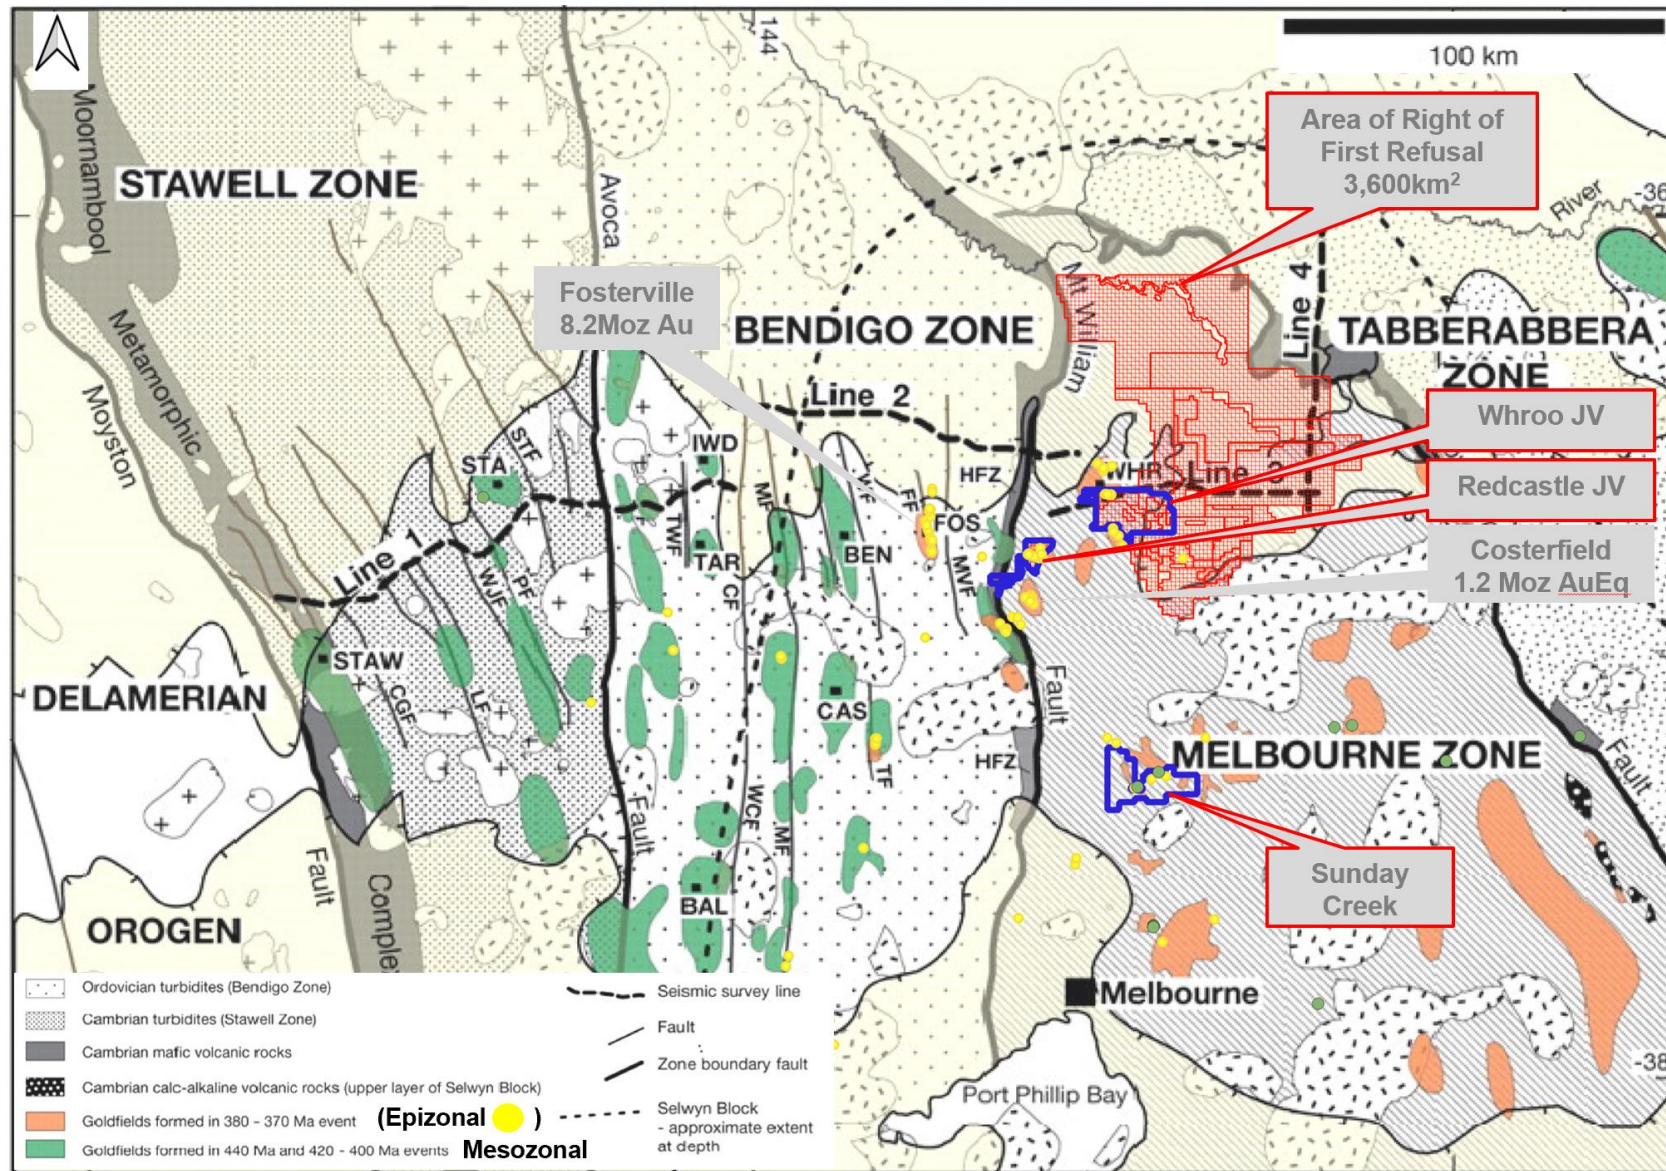 144
100 km
Area of Right of
First Refusal
3,600km²
Moornambool
STAWELL ZONE
Avoca
River
-36
Fosterville
8.2Moz Au
BENDIGO ZONE
Mt William
Line 4
TABBERABBERA
ZONE
Metamorphic
Moyston
Line 2
Whroo JV
STF
IWD
STA
HFZ
WHR
Line 3
Redcastle JV
MF
WF
FF
FOS
Costerfield
1.2 Moz AuEq
Line 1
TWF
TAR
CF
BEN
MVF
WJF
PF
STAW
CGF
LF
DELAMERIAN
CAS
TF
Fault
HFZ
MELBOURNE ZONE
Fault
WCF
MF
Fault
Sunday
Creek
Fault
Complex
BAL
OROGEN
Melbourne
Port Phillip Bay
-38
Ordovician turbidites (Bendigo Zone)
Cambrian turbidites (Stawell Zone)
Cambrian mafic volcanic rocks
Cambrian calc-alkaline volcanic rocks (upper layer of Selwyn Block)
Goldfields formed in 380 - 370 Ma event (Epizonal )
Goldfields formed in 440 Ma and 420 - 400 Ma events Mesozonal
Seismic survey line
Fault
Zone boundary fault
Selwyn Block
- approximate extent
at depth